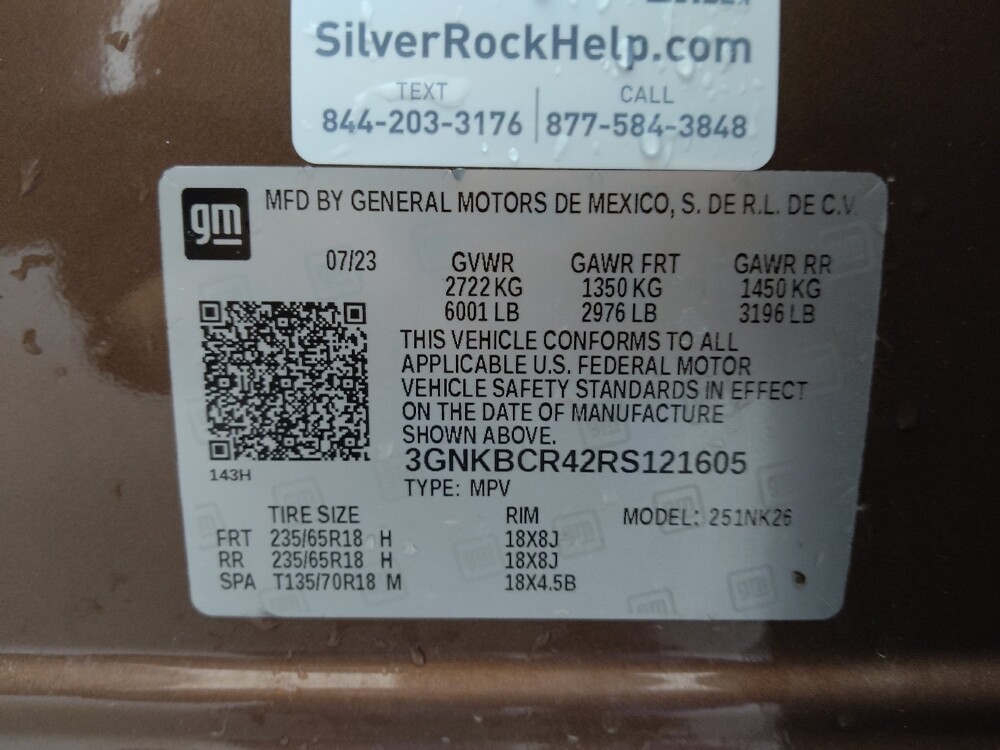 SilverRockHelp.com
TEXT CALL
844-203-3176 877-584-3848
gm MFD BY GENERAL MOTORS DE MEXICO, S. DE R.L. DE C.V.
07/23 GVWR GAWR FRT GAWR RR
2722 KG 1350 KG 1450 KG
6001 LB 2976 LB 3196 LB
THIS VEHICLE CONFORMS TO ALL
APPLICABLE U.S. FEDERAL MOTOR
VEHICLE SAFETY STANDARDS IN EFFECT
ON THE DATE OF MANUFACTURE
SHOWN ABOVE.
143H 3GNKBCR42RS121605
TYPE: MPV
TIRE SIZE RIM MODEL: 251NK26
FRT 235/65R18 H 18X8J
RR 235/65R18 H 18X8J
SPA T135/70R18 M 18X4.5B